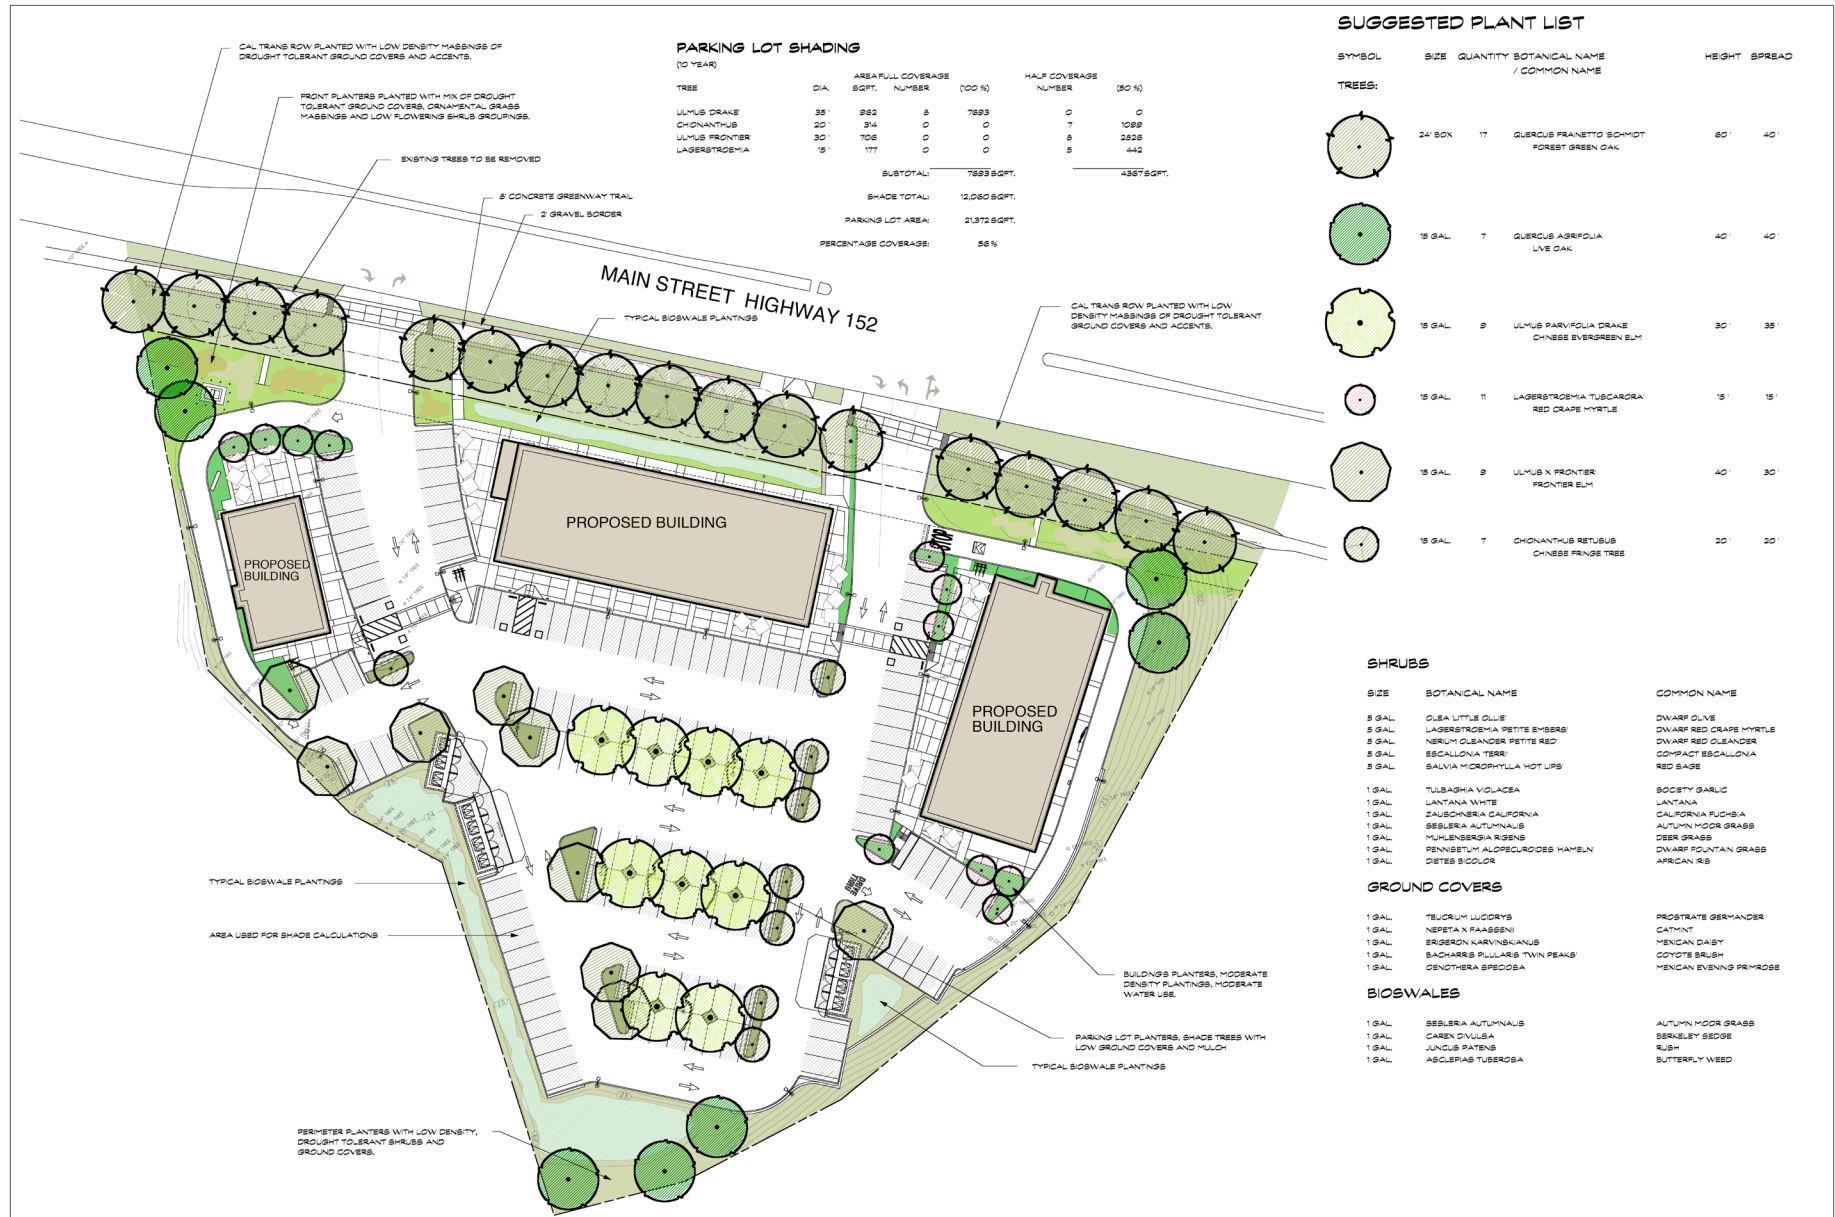 CAL TRANS ROW PLANTED WITH LOW DENSITY MASSINGS OF
DROUGHT TOLERANT GROUND COVERS AND ACCENTS.
FRONT PLANTERS PLANTED WITH MIX OF DROUGHT
TOLERANT GROUND COVERS, ORNAMENTAL GRASS
MASSINGS AND LOW FLOWERING SHRUB GROUPINGS.
EXISTING TREES TO BE REMOVED
8' CONCRETE GREENWAY TRAIL
2' GRAVEL BORDER
PARKING LOT SHADING
(10 YEAR)
AREA FULL COVERAGE HALF COVERAGE
TREE DIA. SQFT. NUMBER (100 %) NUMBER (50 %)
ULMUS 'DRAKE' 35 ' 962 8 7693 0 0
CHIONANTHUS 20 ' 314 0 0 7 1099
ULMUS 'FRONTIER' 30 ' 706 0 0 8 2826
LAGERSTROEMIA 15 ' 177 0 0 5 442
SUBTOTAL: 7693 SQFT. 4367 SQFT.
SHADE TOTAL: 12,060 SQFT.
PARKING LOT AREA: 21,372 SQFT.
PERCENTAGE COVERAGE: 56 %
MAIN STREET HIGHWAY 152
TYPICAL BIOSWALE PLANTINGS
CAL TRANS ROW PLANTED WITH LOW
DENSITY MASSINGS OF DROUGHT TOLERANT
GROUND COVERS AND ACCENTS.
PROPOSED BUILDING
PROPOSED
BUILDING
STOP
PROPOSED
BUILDING
TYPICAL BIOSWALE PLANTINGS
AREA USED FOR SHADE CALCULATIONS
BUILDING'S PLANTERS, MODERATE
DENSITY PLANTINGS, MODERATE
WATER USE.
PARKING LOT PLANTERS, SHADE TREES WITH
LOW GROUND COVERS AND MULCH
TYPICAL BIOSWALE PLANTINGS
PERIMETER PLANTERS WITH LOW DENSITY,
DROUGHT TOLERANT SHRUBS AND
GROUND COVERS.
SUGGESTED PLANT LIST
SYMBOL SIZE QUANTITY BOTANICAL NAME HEIGHT SPREAD
/ COMMON NAME
TREES:
24" BOX 17 QUERCUS FRAINETTO 'SCHMIDT' 60 ' 40 '
FOREST GREEN OAK
15 GAL. 7 QUERCUS AGRIFOLIA 40 ' 40 '
LIVE OAK
15 GAL. 9 ULMUS PARVIFOLIA 'DRAKE' 30 ' 35 '
CHINESE EVERGREEN ELM
15 GAL. 11 LAGERSTROEMIA 'TUSCARORA' 15 ' 15 '
RED CRAPE MYRTLE
15 GAL. 9 ULMUS X 'FRONTIER' 40 ' 30 '
FRONTIER ELM
15 GAL. 7 CHIONANTHUS RETUSUS 20 ' 20 '
CHINESE FRINGE TREE
SHRUBS
SIZE BOTANICAL NAME COMMON NAME
5 GAL. OLEA 'LITTLE OLLIE' DWARF OLIVE
5 GAL. LAGERSTROEMIA 'PETITE EMBERS' DWARF RED CRAPE MYRTLE
5 GAL. NERIUM OLEANDER 'PETITE RED' DWARF RED OLEANDER
5 GAL. ESCALLONIA 'TERRI' COMPACT ESCALLONIA
5 GAL. SALVIA MICROPHYLLA 'HOT LIPS' RED SAGE
1 GAL. TULBAGHIA VIOLACEA SOCIETY GARLIC
1 GAL. LANTANA 'WHITE' LANTANA
1 GAL. ZAUSCHNERIA CALIFORNIA CALIFORNIA FUCHSIA
1 GAL. SESLERIA AUTUMNALIS AUTUMN MOOR GRASS
1 GAL. MUHLENBERGIA RIGENS DEER GRASS
1 GAL. PENNISETUM ALOPECUROIDES 'HAMELN' DWARF FOUNTAIN GRASS
1 GAL. DIETES BICOLOR AFRICAN IRIS
GROUND COVERS
1 GAL. TEUCRIUM LUCIDRYS PROSTRATE GERMANDER
1 GAL. NEPETA X FAASSENII CATMINT
1 GAL. ERIGERON KARVINSKIANUS MEXICAN DAISY
1 GAL. BACHARRIS PILULARIS 'TWIN PEAKS' COYOTE BRUSH
1 GAL. OENOTHERA SPECIOSA MEXICAN EVENING PRIMROSE
BIOSWALES
1 GAL. SESLERIA AUTUMNALIS AUTUMN MOOR GRASS
1 GAL. CAREX DIVULSA BERKELEY SEDGE
1 GAL. JUNCUS PATENS RUSH
1 GAL. ASCLEPIAS TUBEROSA BUTTERFLY WEED